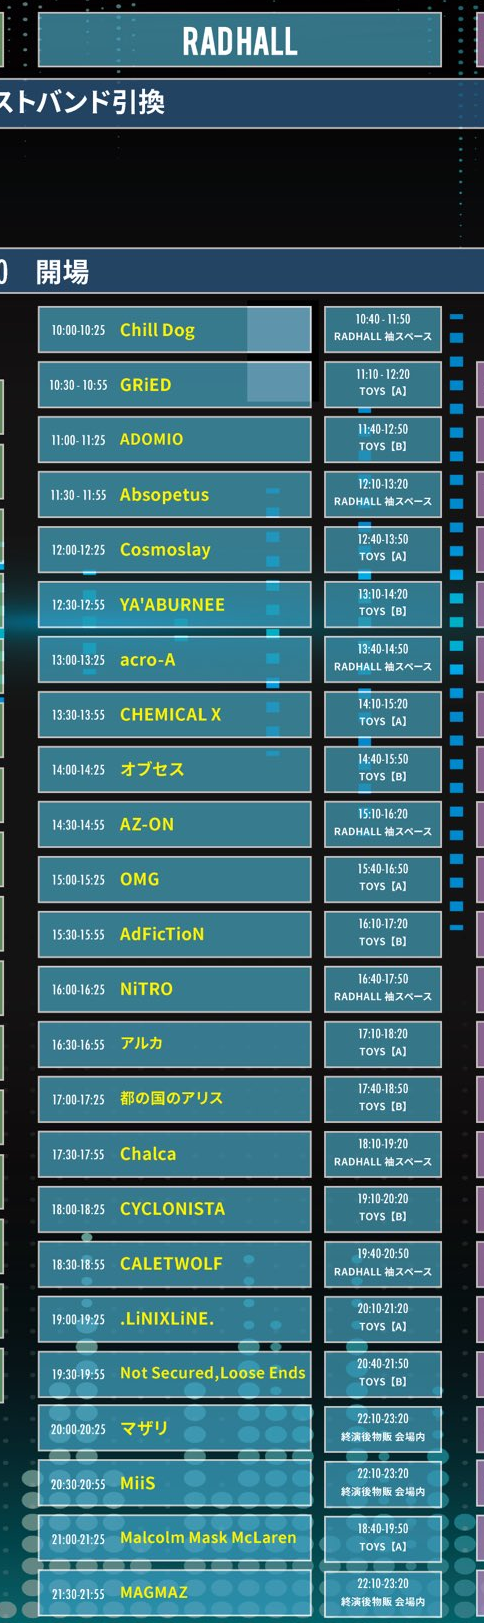 RADHALL
ストバンド引換
開場
10:00-10:25 Chill Dog
10:40 - 11:50
RADHALL 袖スペース
10:30 - 10:55 GRiED
11:10 - 12:20
TOYS【A】
11:00 - 11:25 ADOMIO
11:40-12:50
TOYS【B】
11:30 - 11:55 Absopetus
12:10-13:20
RADHALL 袖スペース
12:00-12:25 Cosmoslay
12:40-13:50
TOYS【A】
12:30-12:55 YA'ABURNEE
13:10-14:20
TOYS【B】
13:00-13:25 acro-A
13:40-14:50
RADHALL 袖スペース
13:30-13:55 CHEMICAL X
14:10-15:20
TOYS【A】
14:00-14:25 オブセス
14:40-15:50
TOYS【B】
14:30-14:55 AZ-ON
15:10-16:20
RADHALL 袖スペース
15:00-15:25 OMG
15:40-16:50
TOYS【A】
15:30-15:55 AdFicTioN
16:10-17:20
TOYS【B】
16:00-16:25 NiTRO
16:40-17:50
RADHALL 袖スペース
16:30-16:55 アルカ
17:10-18:20
TOYS【A】
17:00-17:25 都の国のアリス
17:40-18:50
TOYS【B】
17:30-17:55 Chalca
18:10-19:20
RADHALL 袖スペース
18:00-18:25 CYCLONISTA
19:10-20:20
TOYS【B】
18:30-18:55 CALETWOLF
19:40-20:50
RADHALL 袖スペース
19:00-19:25 .LiNIXLiNE.
20:10-21:20
TOYS【A】
19:30-19:55 Not Secured,Loose Ends
20:40-21:50
TOYS【B】
20:00-20:25 マザリ
22:10-23:20
終演後物販 会場内
20:30-20:55 MiiS
22:10-23:20
終演後物販 会場内
21:00-21:25 Malcolm Mask McLaren
18:40-19:50
TOYS【A】
21:30-21:55 MAGMAZ
22:10-23:20
終演後物販 会場内